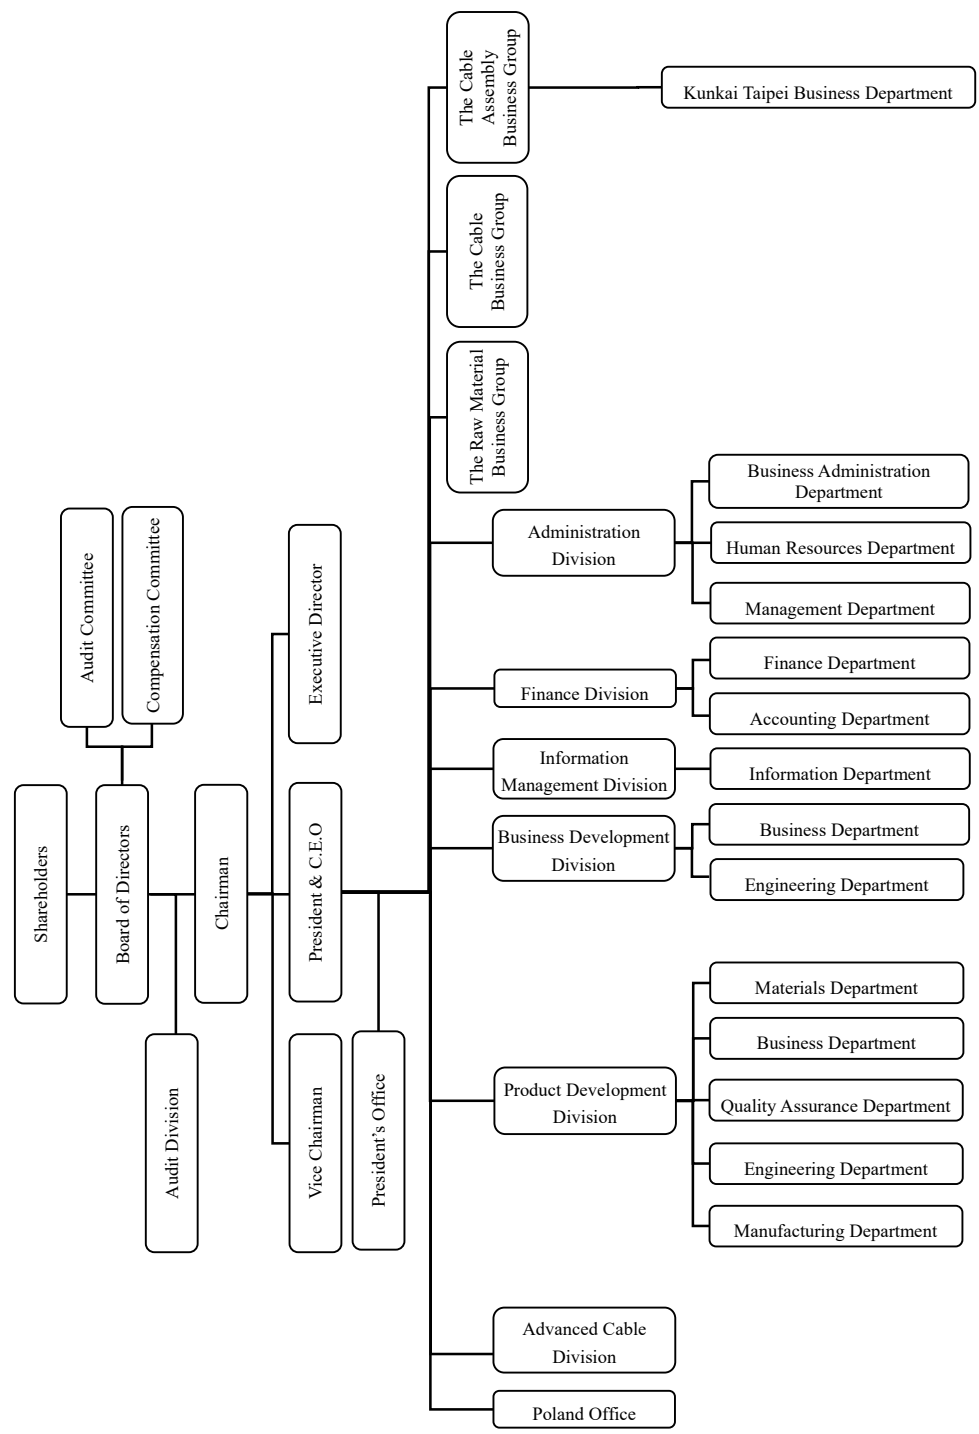 Shareholders
Audit Committee
Compensation Committee
Board of Directors
Audit Division
Chairman
Executive Director
President & C.E.O
Vice Chairman
President’s Office
The Cable
Assembly
Business Group
Kunkai Taipei Business Department
The Cable
Business Group
The Raw Material
Business Group
Administration
Division
Business Administration
Department
Human Resources Department
Management Department
Finance Division
Finance Department
Accounting Department
Information
Management Division
Information Department
Business Development
Division
Business Department
Engineering Department
Product Development
Division
Materials Department
Business Department
Quality Assurance Department
Engineering Department
Manufacturing Department
Advanced Cable
Division
Poland Office